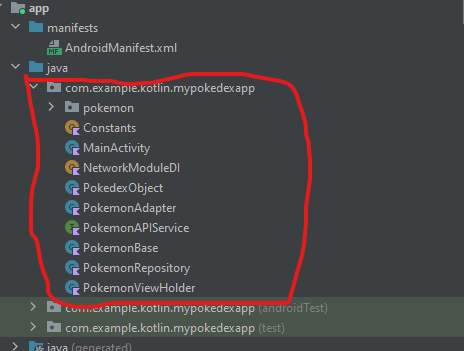 app
manifests
AndroidManifest.xml
java
com.example.kotlin.mypokedexapp
pokemon
Constants
MainActivity
NetworkModuleDI
PokedexObject
PokemonAdapter
PokemonAPIService
PokemonBase
PokemonRepository
PokemonViewHolder
com.example.kotlin.mypokedexapp (androidTest)
com.example.kotlin.mypokedexapp (test)
java (generated)